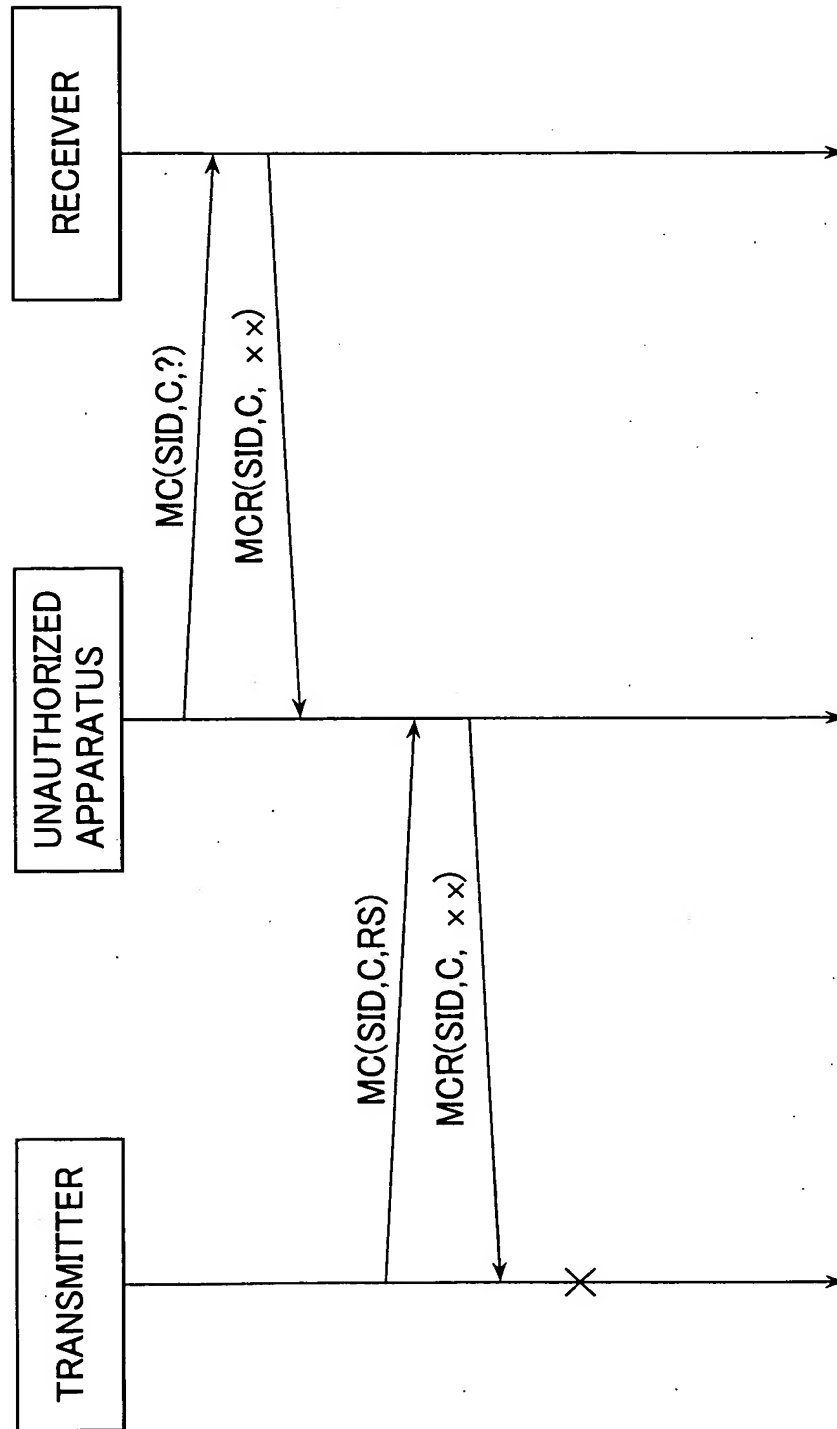 TRANSMITTER
UNAUTHORIZED
APPARATUS
RECEIVER
MC(SID,C,?)
MCR(SID,C, ××)
MC(SID,C,RS)
MCR(SID,C, ××)